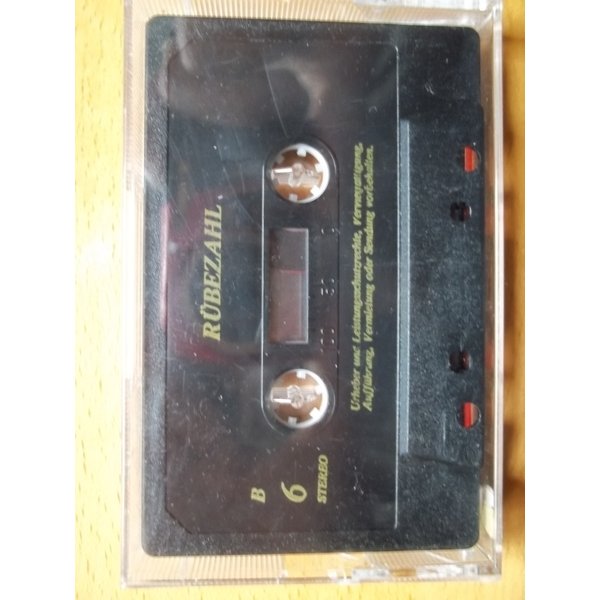 RÜBEZAHL
B
6
STEREO
Urheber und Leistungsschutzrechte, Vervielfältigung,
Aufführung, Vermietung oder Sendung vorbehalten.